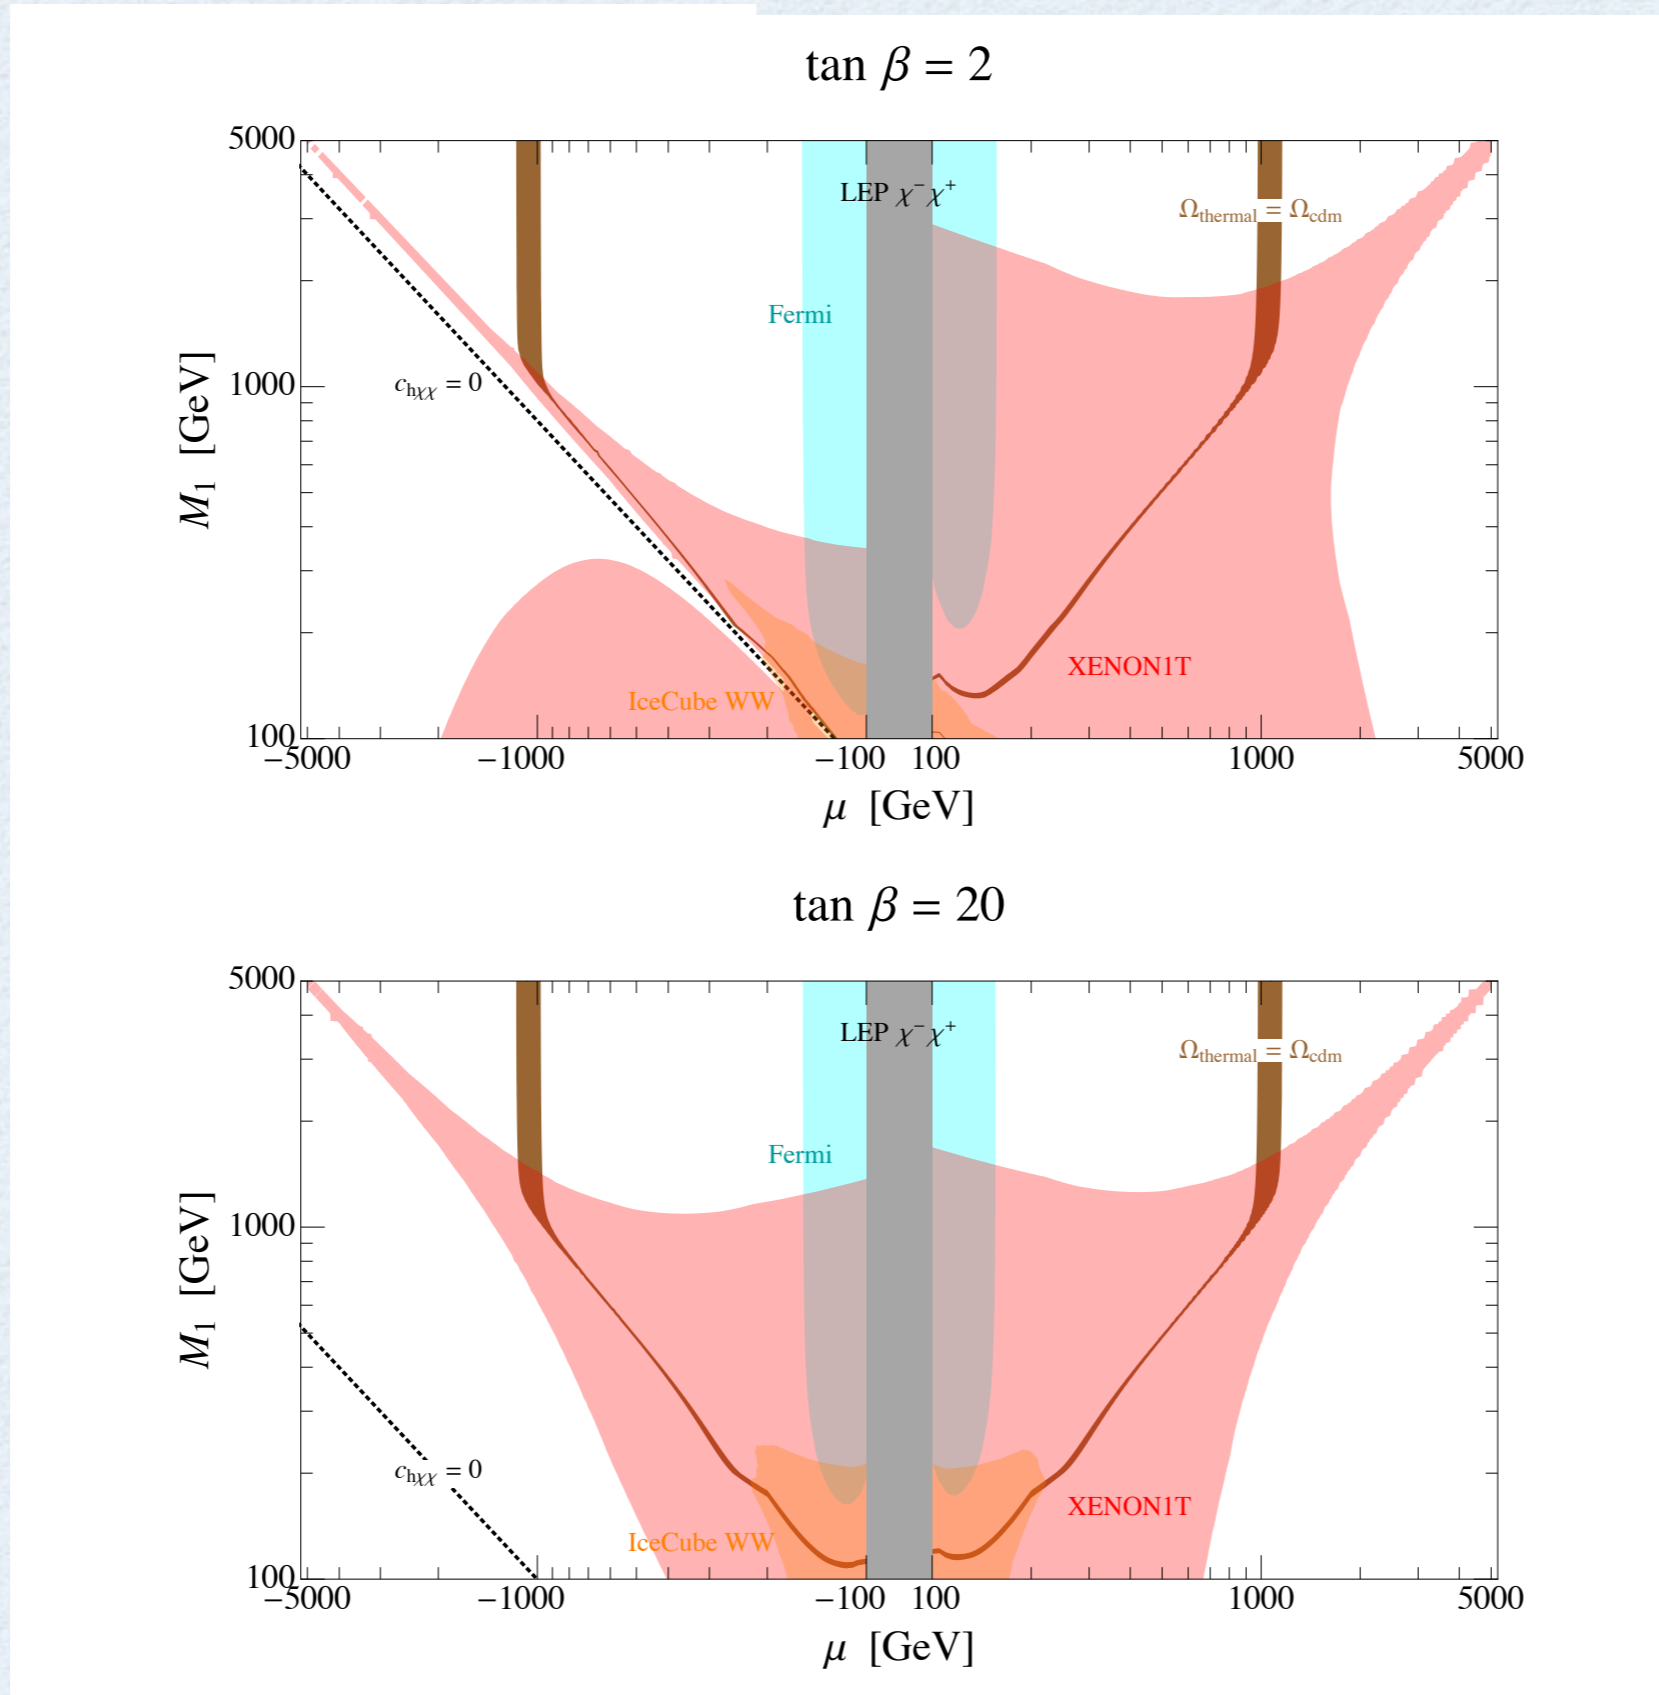 tan β = 2
5000
1000
100
M₁ [GeV]
LEP χ⁻χ⁺
Ωthermal = Ωcdm
Fermi
chχχ = 0
XENON1T
IceCube WW
−5000 −1000 −100 100 1000 5000
μ [GeV]
tan β = 20
5000
1000
100
M₁ [GeV]
LEP χ⁻χ⁺
Ωthermal = Ωcdm
Fermi
chχχ = 0
XENON1T
IceCube WW
−5000 −1000 −100 100 1000 5000
μ [GeV]